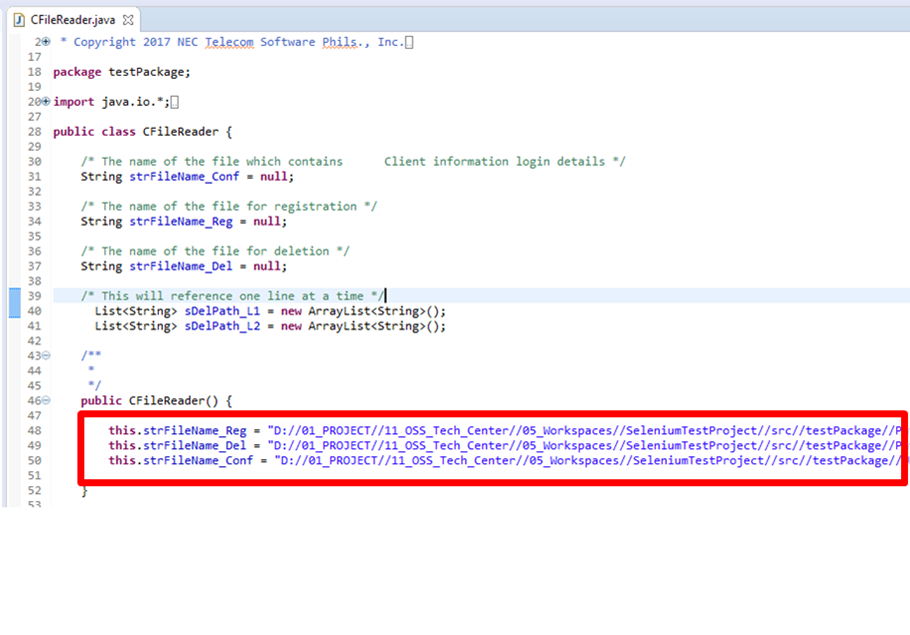 CFileReader.java
2 * Copyright 2017 NEC Telecom Software Phils., Inc.
17
18 package testPackage;
19
20 import java.io.*;
27
28 public class CFileReader {
29
30 /* The name of the file which contains Client information login details */
31 String strFileName_Conf = null;
32
33 /* The name of the file for registration */
34 String strFileName_Reg = null;
35
36 /* The name of the file for deletion */
37 String strFileName_Del = null;
38
39 /* This will reference one line at a time */
40 List<String> sDelPath_L1 = new ArrayList<String>();
41 List<String> sDelPath_L2 = new ArrayList<String>();
42
43 /**
44 *
45 */
46 public CFileReader() {
47
48 this.strFileName_Reg = "D://01_PROJECT//11_OSS_Tech_Center//05_Workspaces//SeleniumTestProject//src//testPackage//P
49 this.strFileName_Del = "D://01_PROJECT//11_OSS_Tech_Center//05_Workspaces//SeleniumTestProject//src//testPackage//P
50 this.strFileName_Conf = "D://01_PROJECT//11_OSS_Tech_Center//05_Workspaces//SeleniumTestProject//src//testPackage//
51
52 }
53